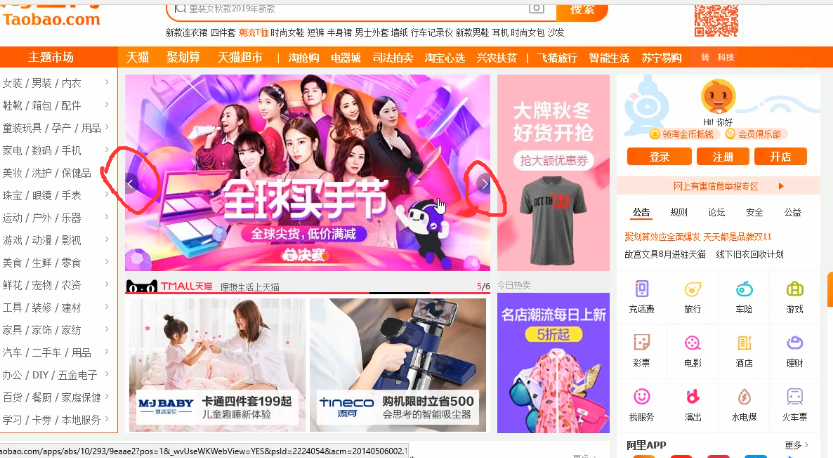 Taobao.com
童装女秋款2019年新款
搜索
新款连衣裙 四件套 潮流T恤 时尚女鞋 短裤 半身裙 男士外套 墙纸 行车记录仪 新款男鞋 耳机 时尚女包 沙发
主题市场
天猫 聚划算 天猫超市 | 淘抢购 电器城 司法拍卖 淘宝心选 兴农扶贫 | 飞猪旅行 智能生活 苏宁易购
女装 / 男装 / 内衣
鞋靴 / 箱包 / 配件
童装玩具 / 孕产 / 用品
家电 / 数码 / 手机
美妆 / 洗护 / 保健品
珠宝 / 眼镜 / 手表
运动 / 户外 / 乐器
游戏 / 动漫 / 影视
美食 / 生鲜 / 零食
鲜花 / 宠物 / 农资
工具 / 装修 / 建材
家具 / 家饰 / 家纺
汽车 / 二手车 / 用品
办公 / DIY / 五金电子
百货 / 餐厨 / 家庭保健
学习 / 卡券 / 本地服务
全球买手节
全球尖货, 低价满减
总决赛
TMALL天猫 理想生活上天猫
5/6
M·J BABY
卡通四件套199起
儿童趣睡新体验
TINECO
添可
购机限时立省500
会思考的智能吸尘器
大牌秋冬
好货开抢
抢大额优惠券
今日热卖
名店潮流每日上新
5折起
Hi! 你好
领淘金币抵钱
会员俱乐部
登录 注册 开店
网上有害信息举报专区
公告 规则 论坛 安全 公益
聚划算效应全面爆发 天天都是品牌双11
故宫文具8月进驻天猫 线下旧衣回收计划
充话费 旅行 车险 游戏
彩票 电影 酒店 理财
找服务 演出 水电煤 火车票
阿里APP
更多
aobao.com/apps/abs/10/293/9eaae2?pos=1&_wvUseWKWebView=YES&psId=2224054&acm=20140506002.1